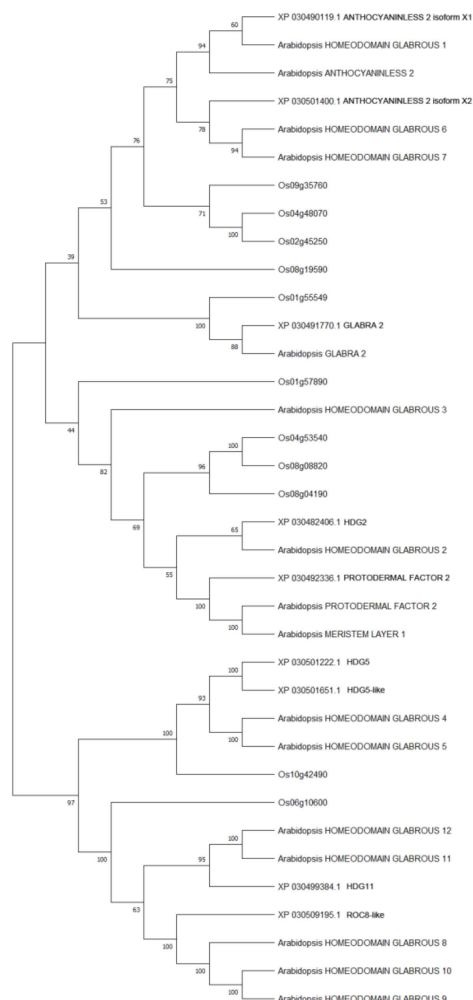 60
XP 030490119.1 ANTHOCYANINLESS 2 isoform X1
94
Arabidopsis HOMEODOMAIN GLABROUS 1
75
Arabidopsis ANTHOCYANINLESS 2
XP 030501400.1 ANTHOCYANINLESS 2 isoform X2
76
78
Arabidopsis HOMEODOMAIN GLABROUS 6
94
Arabidopsis HOMEODOMAIN GLABROUS 7
53
Os09g35760
71
Os04g48070
100
Os02g45250
39
Os08g19590
Os01g55549
100
XP 030491770.1 GLABRA 2
88
Arabidopsis GLABRA 2
Os01g57890
44
Arabidopsis HOMEODOMAIN GLABROUS 3
100
Os04g53540
82
96
Os08g08820
Os08g04190
69
65
XP 030482406.1 HDG2
Arabidopsis HOMEODOMAIN GLABROUS 2
55
XP 030492336.1 PROTODERMAL FACTOR 2
100
Arabidopsis PROTODERMAL FACTOR 2
100
Arabidopsis MERISTEM LAYER 1
100
XP 030501222.1 HDG5
93
XP 030501651.1 HDG5-like
100
Arabidopsis HOMEODOMAIN GLABROUS 4
100
Arabidopsis HOMEODOMAIN GLABROUS 5
Os10g42490
97
Os06g10600
100
100
Arabidopsis HOMEODOMAIN GLABROUS 12
95
Arabidopsis HOMEODOMAIN GLABROUS 11
XP 030499384.1 HDG11
63
XP 030509195.1 ROC8-like
100
Arabidopsis HOMEODOMAIN GLABROUS 8
100
Arabidopsis HOMEODOMAIN GLABROUS 10
100
Arabidopsis HOMEODOMAIN GLABROUS 9